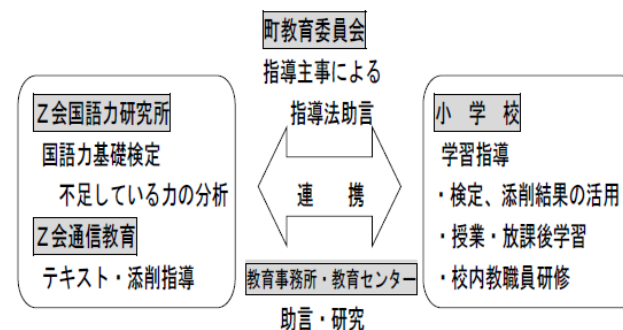 町教育委員会
指導主事による
指導法助言
Z会国語力研究所
国語力基礎検定
不足している力の分析
Z会通信教育
テキスト・添削指導
連 携
小 学 校
学習指導
・検定、添削結果の活用
・授業・放課後学習
・校内教職員研修
教育事務所・教育センター
助言・研究